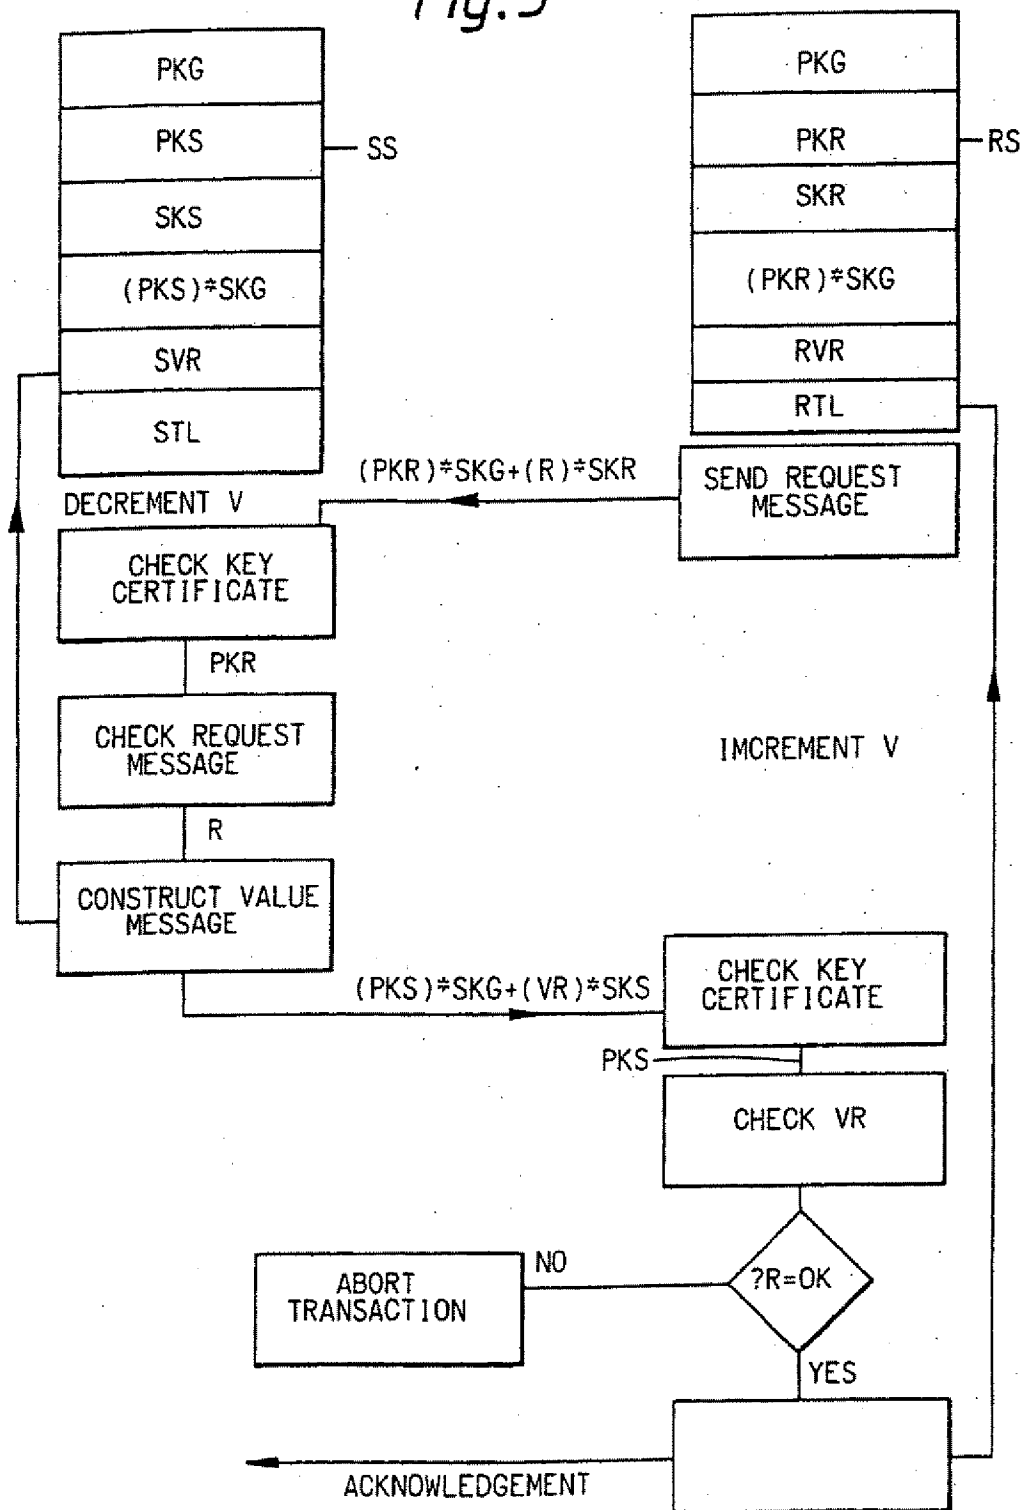 Fig.5
PKG
PKS
SS
SKS
(PKS)*SKG
SVR
STL
PKG
PKR
RS
SKR
(PKR)*SKG
RVR
RTL
(PKR)*SKG+(R)*SKR
SEND REQUEST
MESSAGE
DECREMENT V
CHECK KEY
CERTIFICATE
PKR
CHECK REQUEST
MESSAGE
IMCREMENT V
R
CONSTRUCT VALUE
MESSAGE
(PKS)*SKG+(VR)*SKS
CHECK KEY
CERTIFICATE
PKS
CHECK VR
?R=OK
NO
ABORT
TRANSACTION
YES
ACKNOWLEDGEMENT